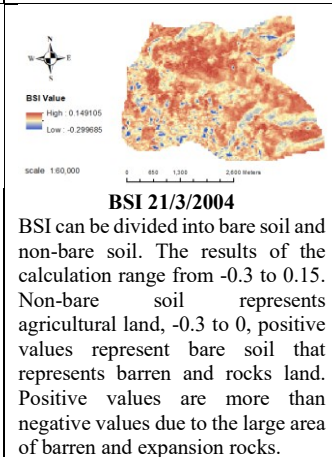 N
W E
S
BSI Value
High : 0.149105
Low : -0.299685
scale 1:60,000
0 650 1,300 2,600 Meters
BSI 21/3/2004
BSI can be divided into bare soil and
non-bare soil. The results of the
calculation range from -0.3 to 0.15.
Non-bare soil represents
agricultural land, -0.3 to 0, positive
values represent bare soil that
represents barren and rocks land.
Positive values are more than
negative values due to the large area
of barren and expansion rocks.